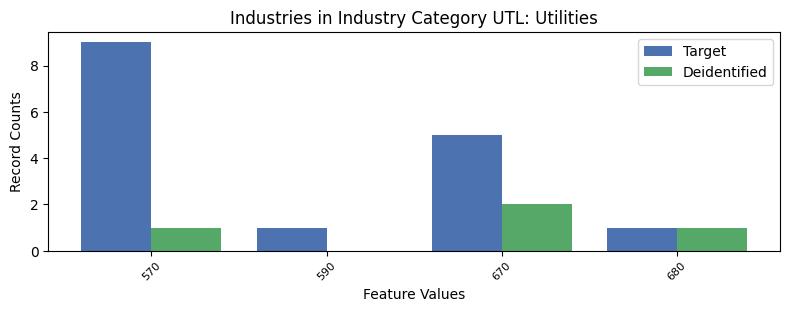 Industries in Industry Category UTL: Utilities
Target
Deidentified
Record Counts
8
6
4
2
0
570
590
670
680
Feature Values